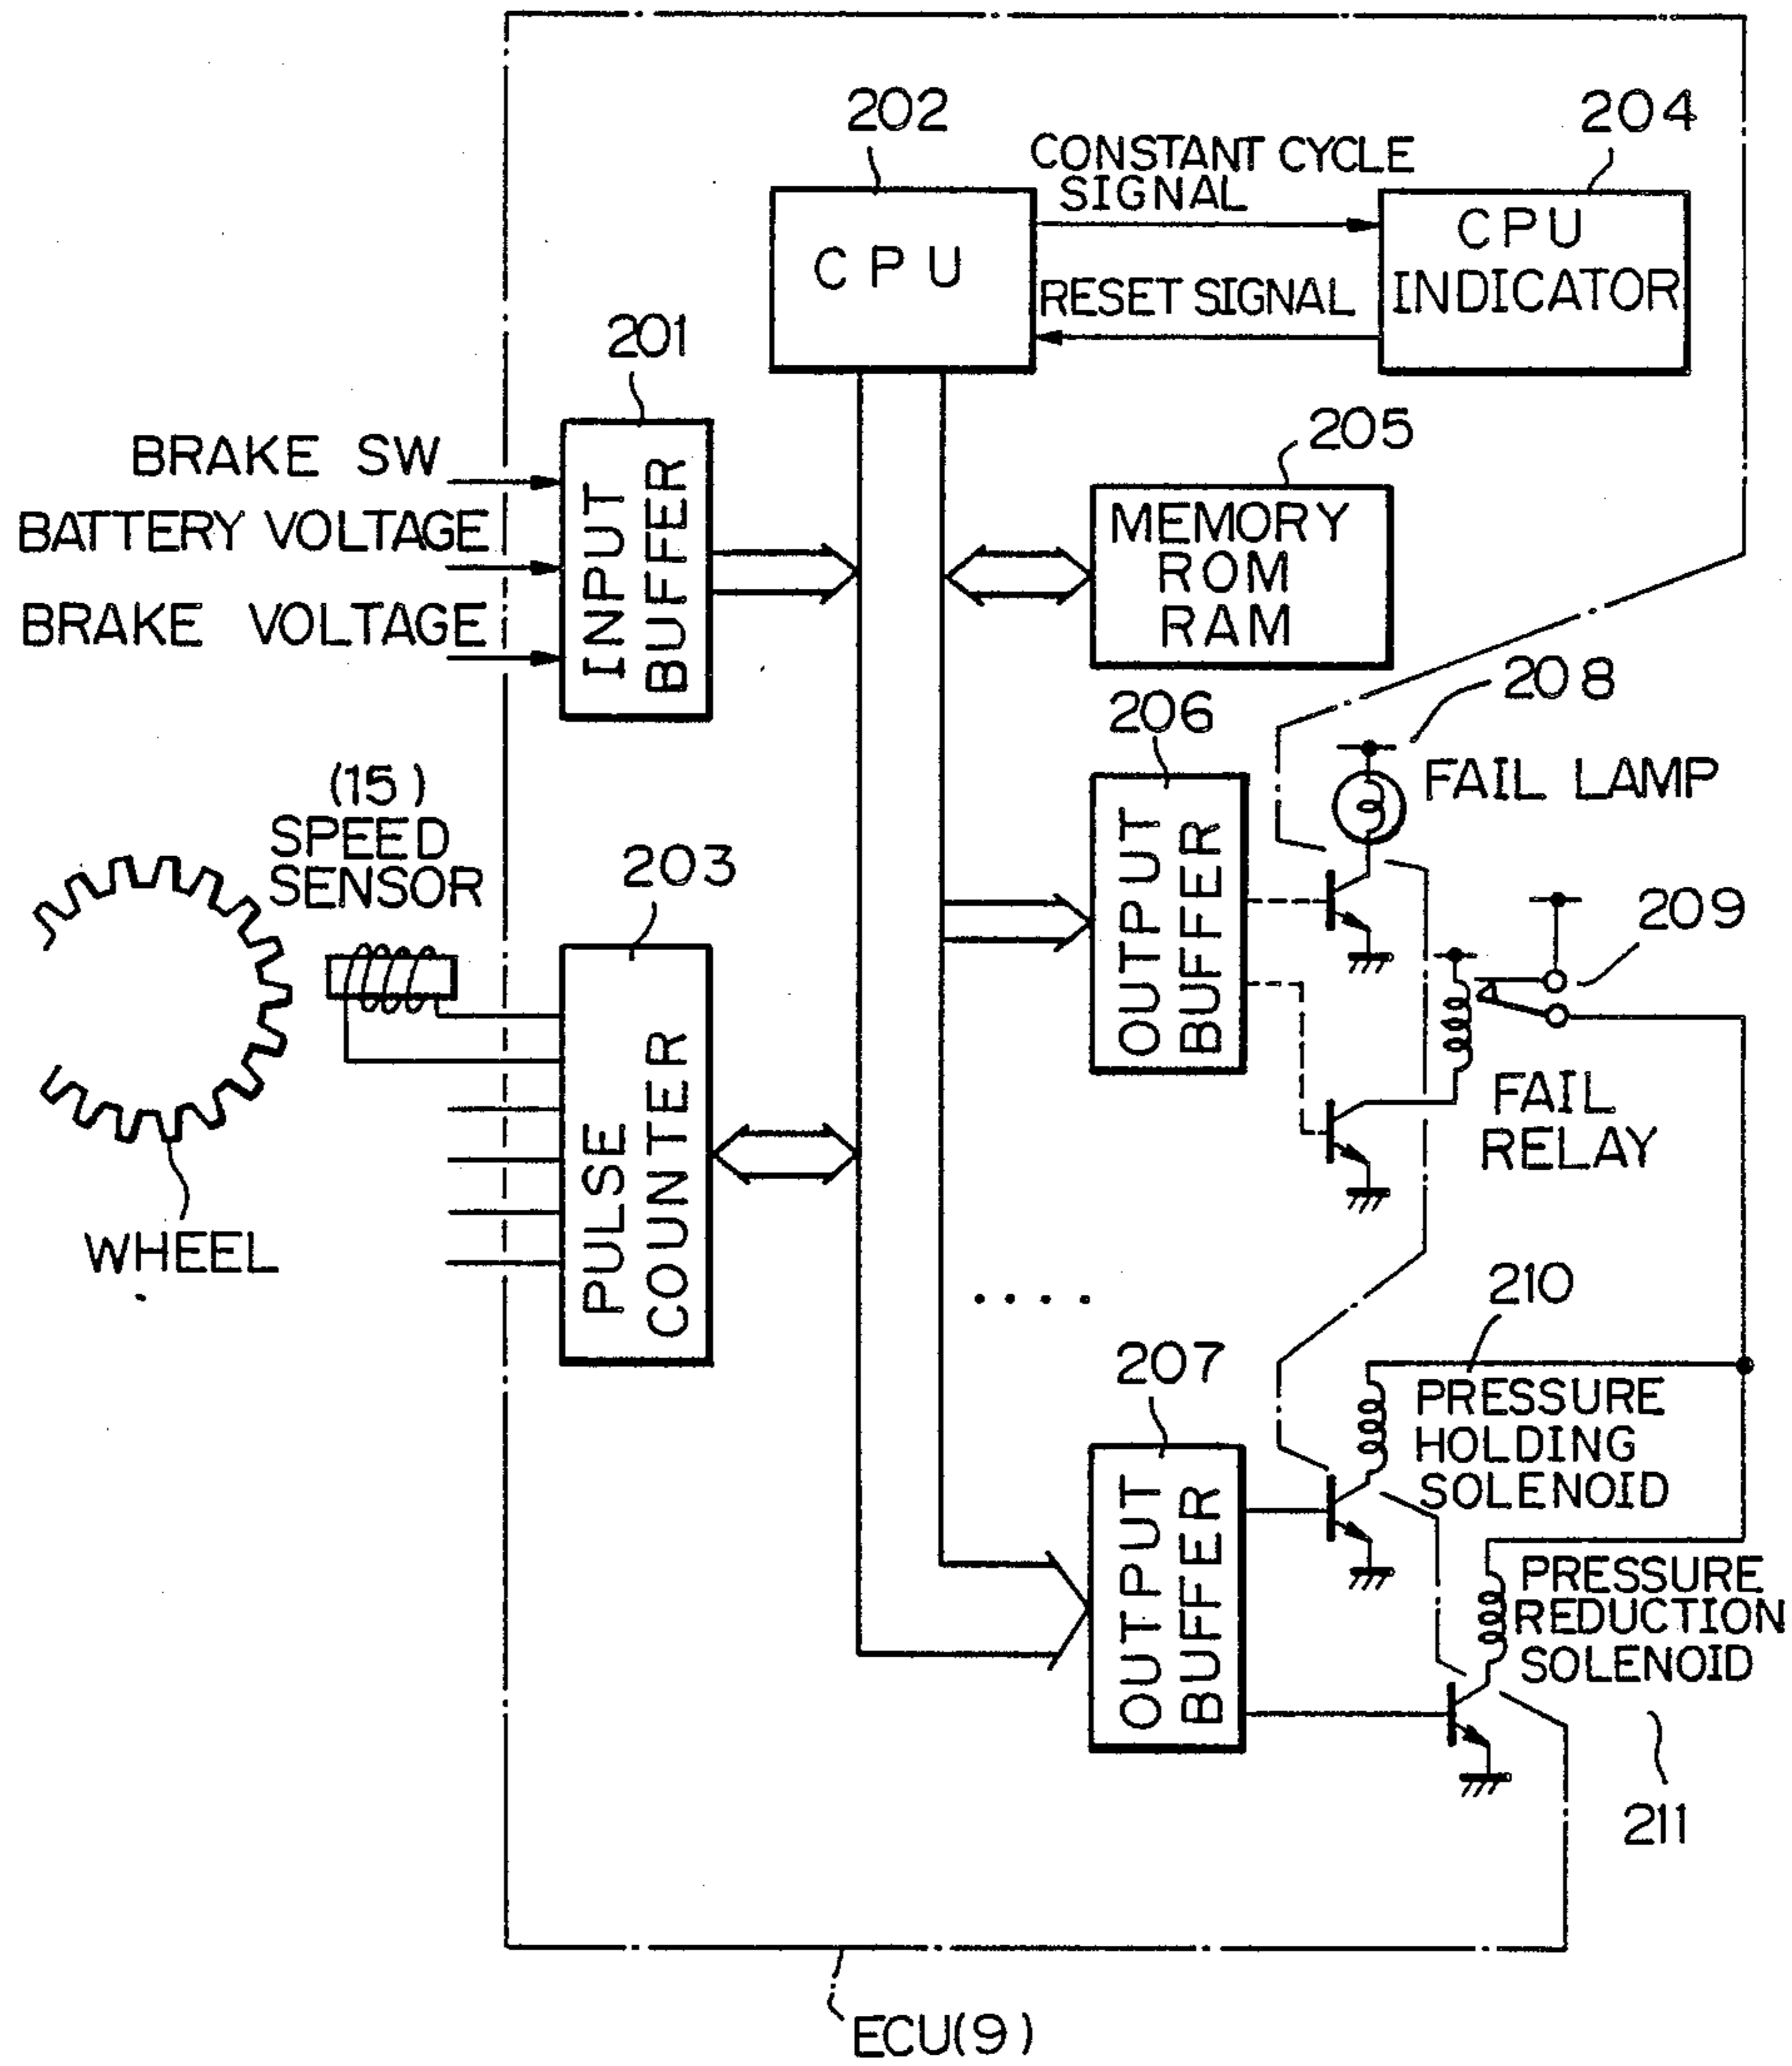 202
204
CONSTANT CYCLE
SIGNAL
CPU
CPU
INDICATOR
RESET SIGNAL
201
BRAKE SW
BATTERY VOLTAGE
BRAKE VOLTAGE
INPUT
BUFFER
205
MEMORY
ROM
RAM
206
208
FAIL LAMP
OUTPUT
BUFFER
(15)
SPEED
SENSOR
203
209
FAIL
RELAY
PULSE
COUNTER
WHEEL
....
210
207
PRESSURE
HOLDING
SOLENOID
OUTPUT
BUFFER
PRESSURE
REDUCTION
SOLENOID
211
ECU(9)